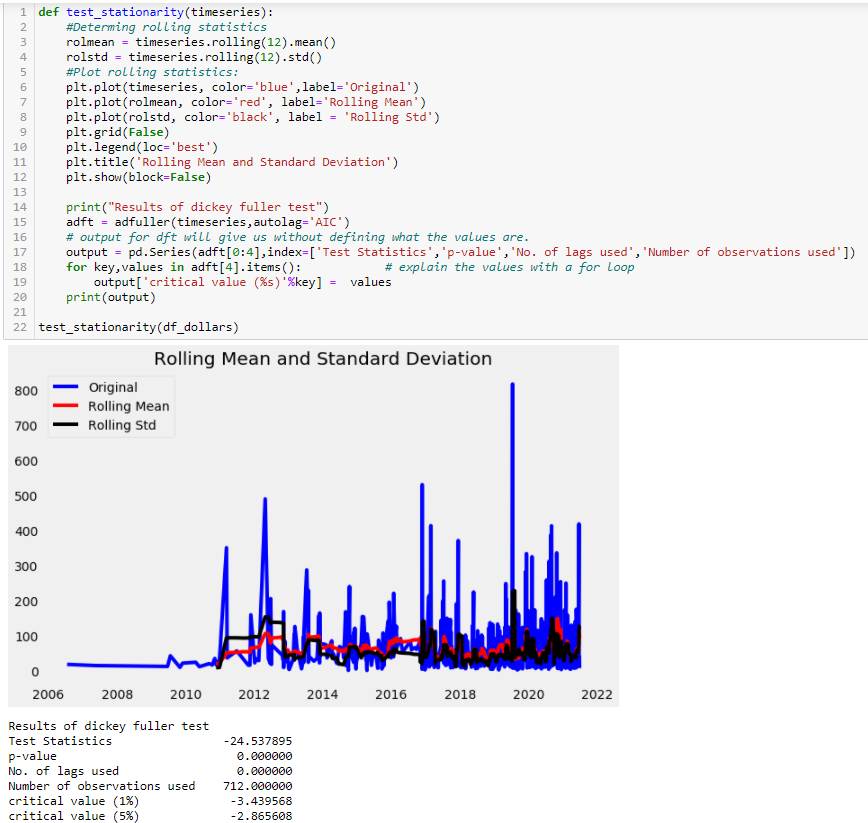 1 def test_stationarity(timeseries):
2 #Determing rolling statistics
3 rolmean = timeseries.rolling(12).mean()
4 rolstd = timeseries.rolling(12).std()
5 #Plot rolling statistics:
6 plt.plot(timeseries, color='blue',label='Original')
7 plt.plot(rolmean, color='red', label='Rolling Mean')
8 plt.plot(rolstd, color='black', label = 'Rolling Std')
9 plt.grid(False)
10 plt.legend(loc='best')
11 plt.title('Rolling Mean and Standard Deviation')
12 plt.show(block=False)
13
14 print("Results of dickey fuller test")
15 adft = adfuller(timeseries,autolag='AIC')
16 # output for dft will give us without defining what the values are.
17 output = pd.Series(adft[0:4],index=['Test Statistics','p-value','No. of lags used','Number of observations used'])
18 for key,values in adft[4].items(): # explain the values with a for loop
19 output['critical value (%s)'%key] = values
20 print(output)
21
22 test_stationarity(df_dollars)
Rolling Mean and Standard Deviation
Original
Rolling Mean
Rolling Std
800
700
600
500
400
300
200
100
0
2006 2008 2010 2012 2014 2016 2018 2020 2022
Results of dickey fuller test
Test Statistics -24.537895
p-value 0.000000
No. of lags used 0.000000
Number of observations used 712.000000
critical value (1%) -3.439568
critical value (5%) -2.865608